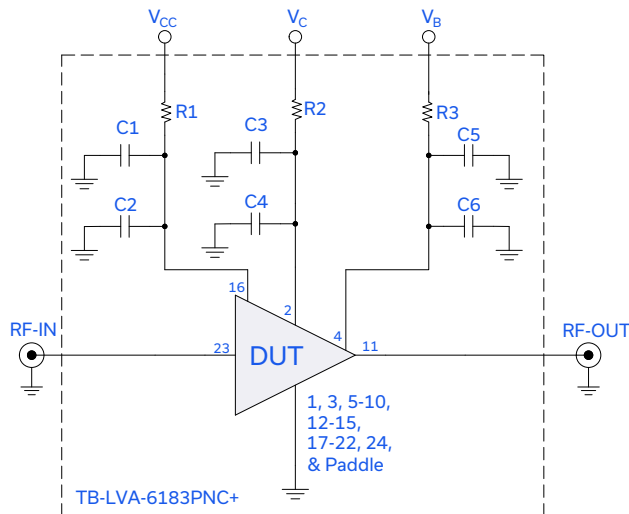 VCC VC VB
R1 R2 R3
C1 C3 C5
C2 C4 C6
16 2 4
RF-IN RF-OUT
23 DUT 11
1, 3, 5-10,
12-15,
17-22, 24,
& Paddle
TB-LVA-6183PNC+